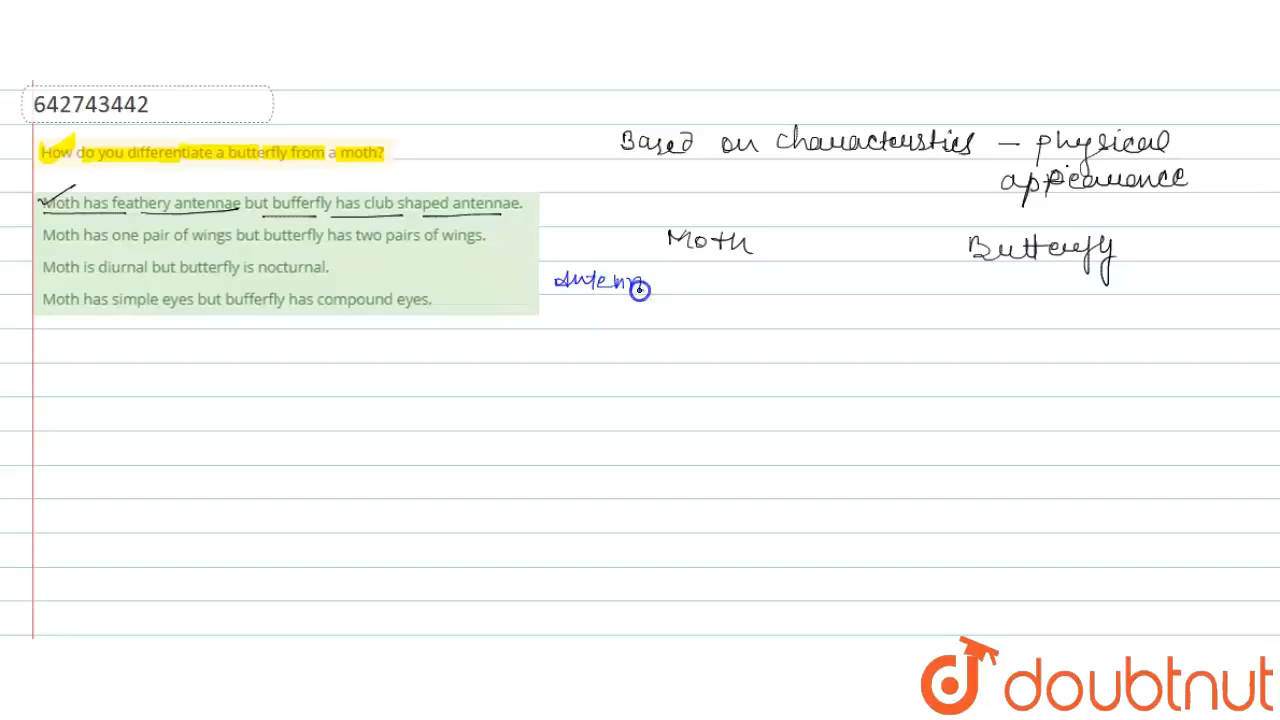 642743442
How do you differentiate a butterfly from a moth?
Moth has feathery antennae but bufferfly has club shaped antennae.
Moth has one pair of wings but butterfly has two pairs of wings.
Moth is diurnal but butterfly is nocturnal.
Moth has simple eyes but bufferfly has compound eyes.
Based on characteristics — physical
appearance
Moth Butterfly
Anten
doubtnut